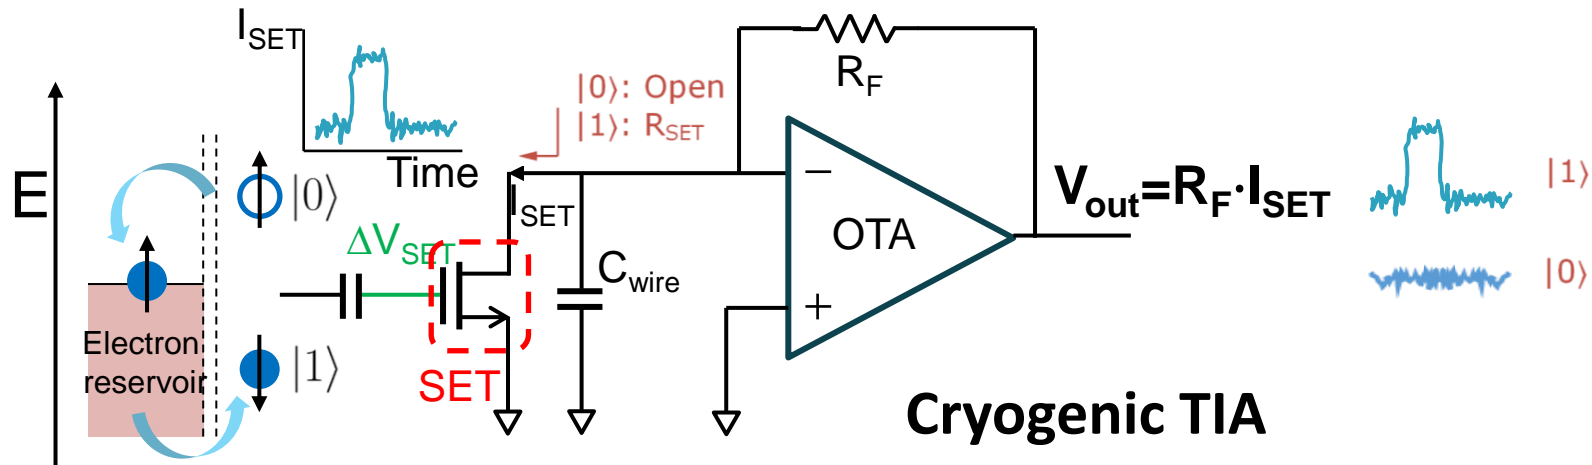 I_SET
Time
E
|0⟩
|1⟩
Electron
reservoir
ΔV_SET
SET
I_SET
|0⟩: Open
|1⟩: R_SET
C_wire
R_F
−
OTA
+
V_out=R_F·I_SET
|1⟩
|0⟩
Cryogenic TIA